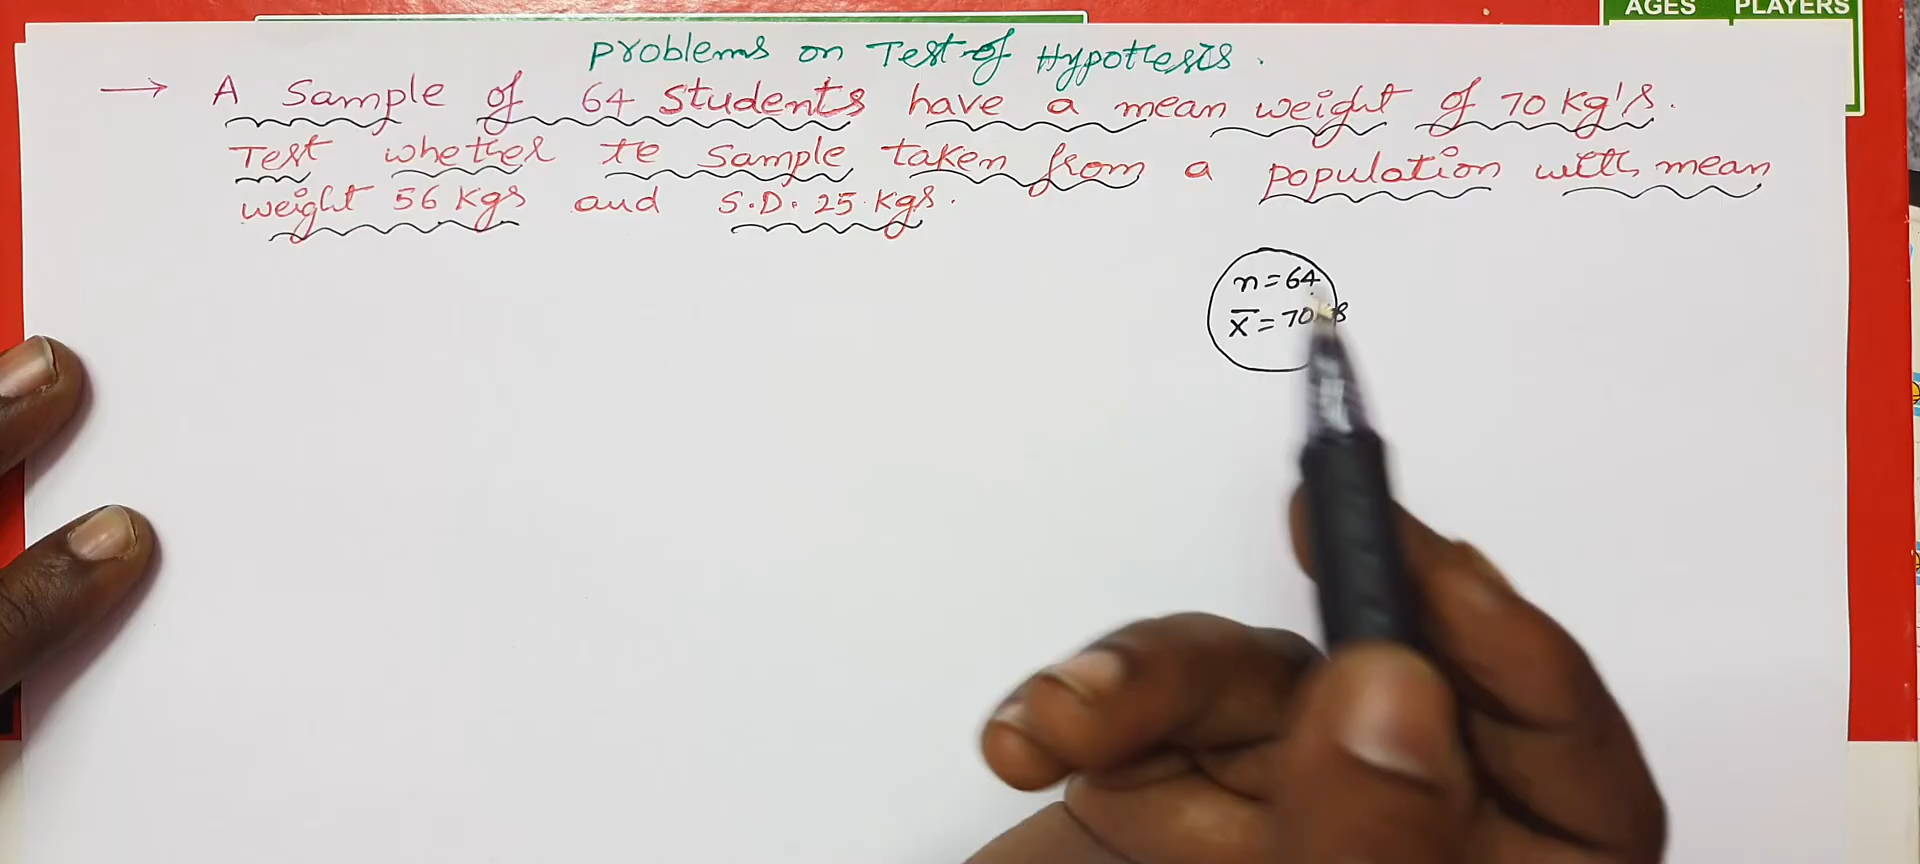 AGES PLAYERS
Problems on Test of Hypothesis.
→ A Sample of 64 Students have a mean weight of 70 Kg's.
Test whether te Sample taken from a population with mean
weight 56 Kgs and S.D. 25 Kgs.
n = 64
x̄ = 70